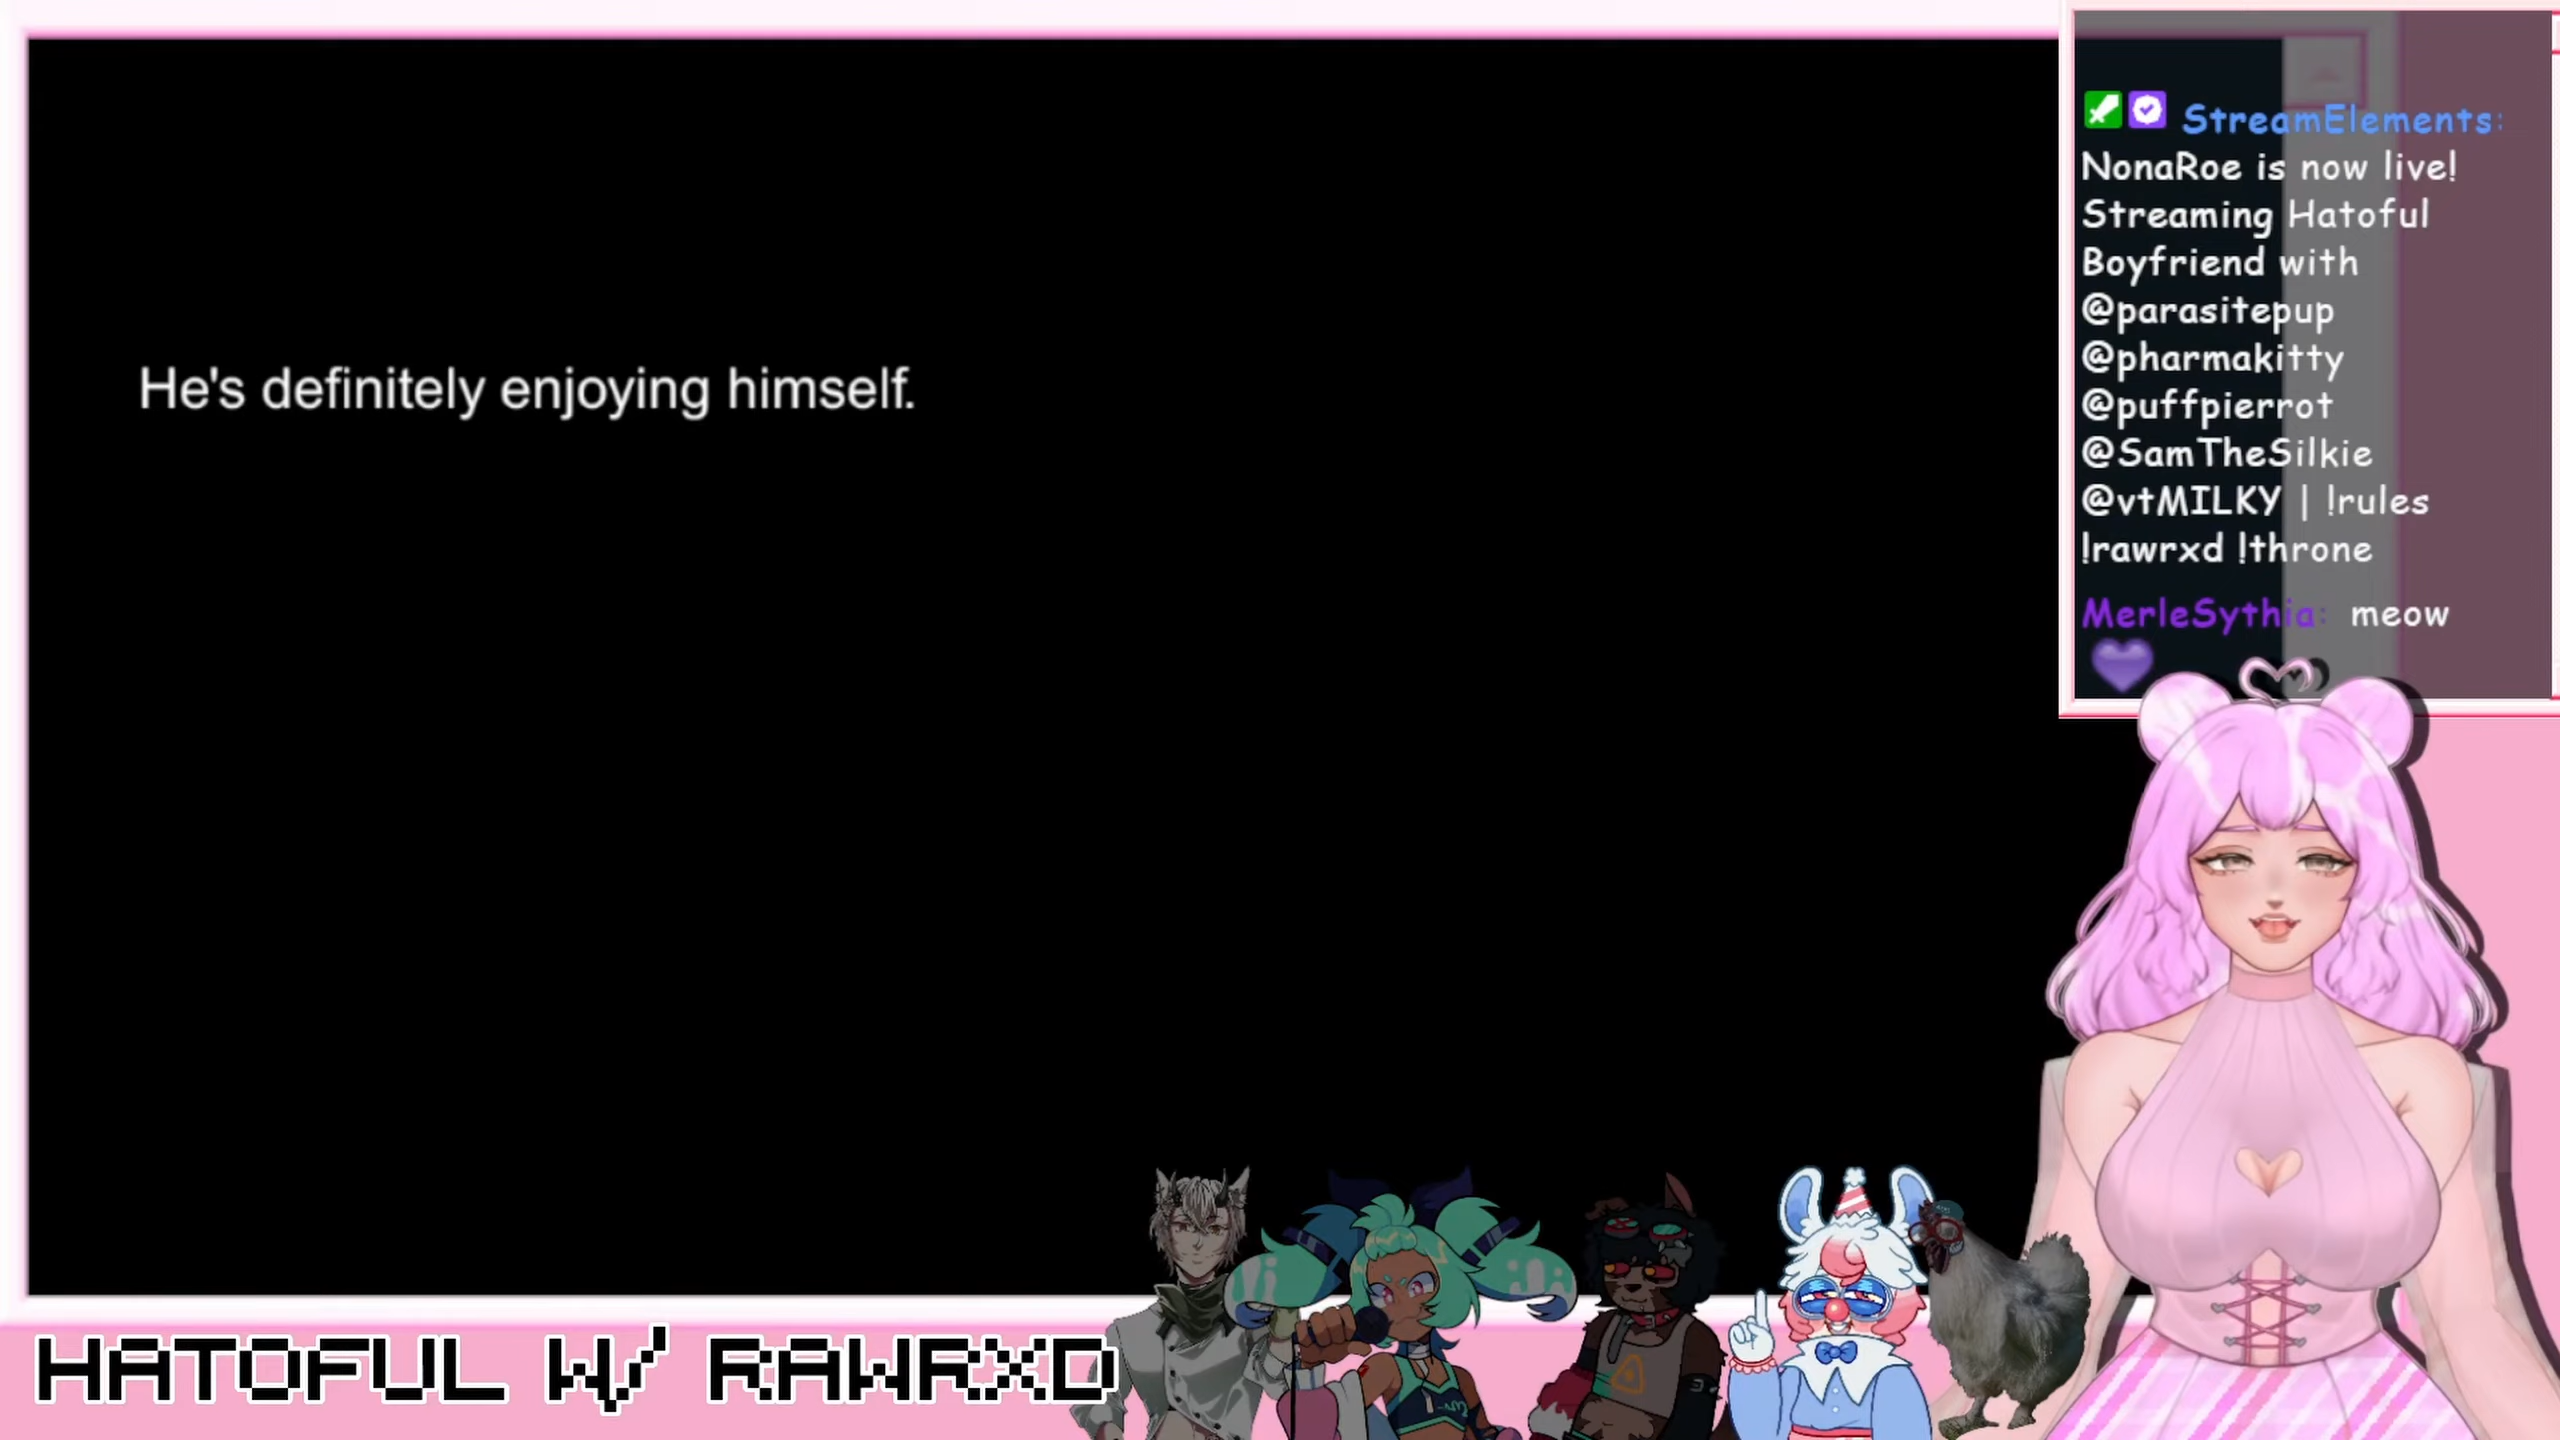 He's definitely enjoying himself.
StreamElements:
NonaRoe is now live!
Streaming Hatoful
Boyfriend with
@parasitepup
@pharmakitty
@puffpierrot
@SamTheSilkie
@vtMILKY | !rules
!rawrxd !throne
MerleSythia: meow
HATOFUL W/ RAWRXD